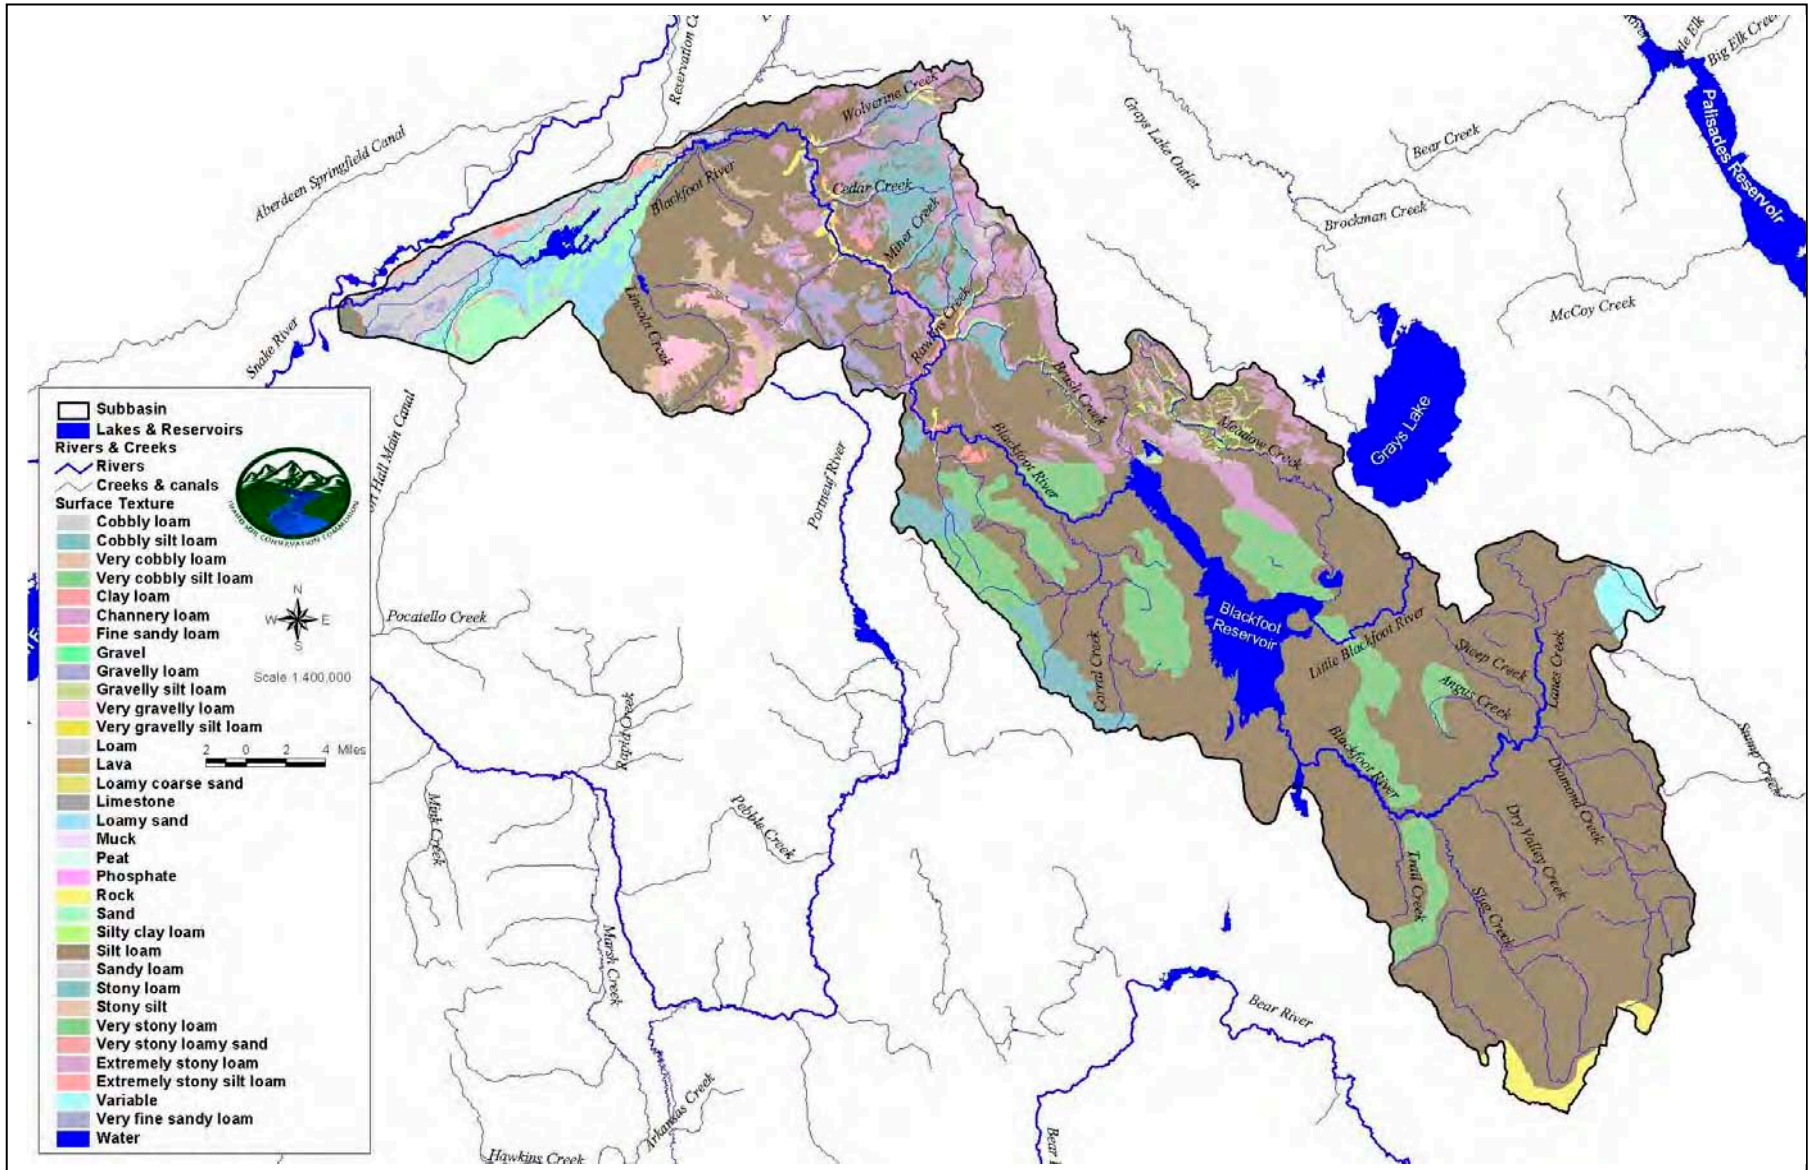 Reservation
Wolverine Creek
Aberdeen Springfield Canal
Blackfoot River
Cedar Creek
Miner Creek
Grays Lake Outlet
Big Elk Creek
Bear Creek
Palisades Reservoir
Brockman Creek
McCoy Creek
Snake River
Lincoln Creek
Rawlins Creek
Brush Creek
Meadow Creek
Grays Lake
Blackfoot River
Portneuf River
Hall Main Canal
Subbasin
Lakes & Reservoirs
Rivers & Creeks
Rivers
Creeks & canals
Surface Texture
Cobbly loam
Cobbly silt loam
Very cobbly loam
Very cobbly silt loam
Clay loam
Channery loam
Fine sandy loam
Gravel
Gravelly loam
Gravelly silt loam
Very gravelly loam
Very gravelly silt loam
Loam
Lava
Loamy coarse sand
Limestone
Loamy sand
Muck
Peat
Phosphate
Rock
Sand
Silty clay loam
Silt loam
Sandy loam
Stony loam
Stony silt
Very stony loam
Very stony loamy sand
Extremely stony loam
Extremely stony silt loam
Variable
Very fine sandy loam
Water
IDAHO SOIL CONSERVATION COMMISSION
N
W E
S
Scale 1:400,000
2 0 2 4 Miles
Pocatello Creek
Rapid Creek
Mink Creek
Pebble Creek
Marsh Creek
Arkansas Creek
Hawkins Creek
Corral Creek
Blackfoot
Reservoir
Little Blackfoot River
Sheep Creek
Lanes Creek
Angus Creek
Blackfoot River
Diamond Creek
Dry Valley Creek
Trail Creek
Slug Creek
Stump Creek
Bear River
Bear